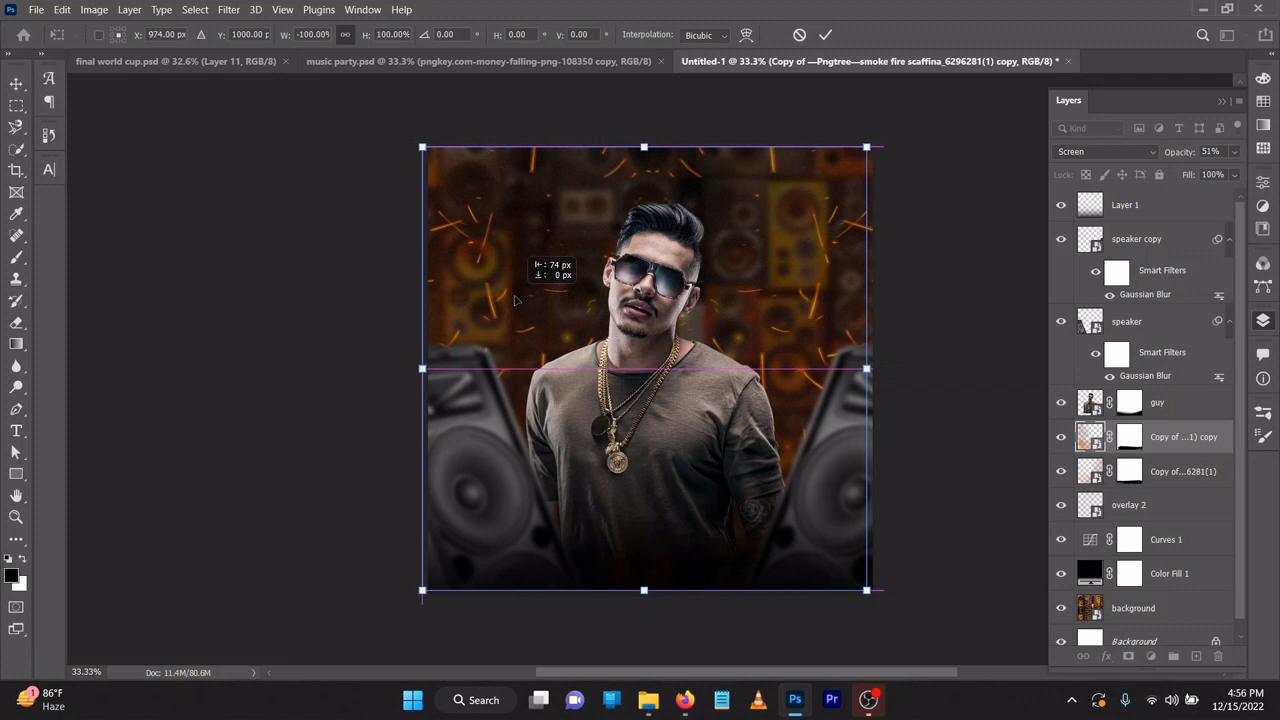 Ps File Edit Image Layer Type Select Filter 3D View Plugins Window Help
X: 974.00 px Y: 1000.00 p W: -100.00% H: 100.00% 0.00 ° H: 0.00 ° V: 0.00 ° Interpolation: Bicubic
final world cup.psd @ 32.6% (Layer 11, RGB/8) × music party.psd @ 33.3% (pngkey.com-money-falling-png-108350 copy, RGB/8) × Untitled-1 @ 33.3% (Copy of —Pngtree—smoke fire scaffina_6296281(1) copy, RGB/8) * ×
Layers
Kind
Screen Opacity: 51%
Lock: Fill: 100%
Layer 1
speaker copy
Smart Filters
Gaussian Blur
speaker
Smart Filters
Gaussian Blur
guy
Copy of ...1) copy
Copy of...6281(1)
overlay 2
Curves 1
Color Fill 1
background
Background
74 px
0 px
33.33% Doc: 11.4M/80.6M
1
86°F
Haze
Search
Ps
Pr
4:56 PM
12/15/2022